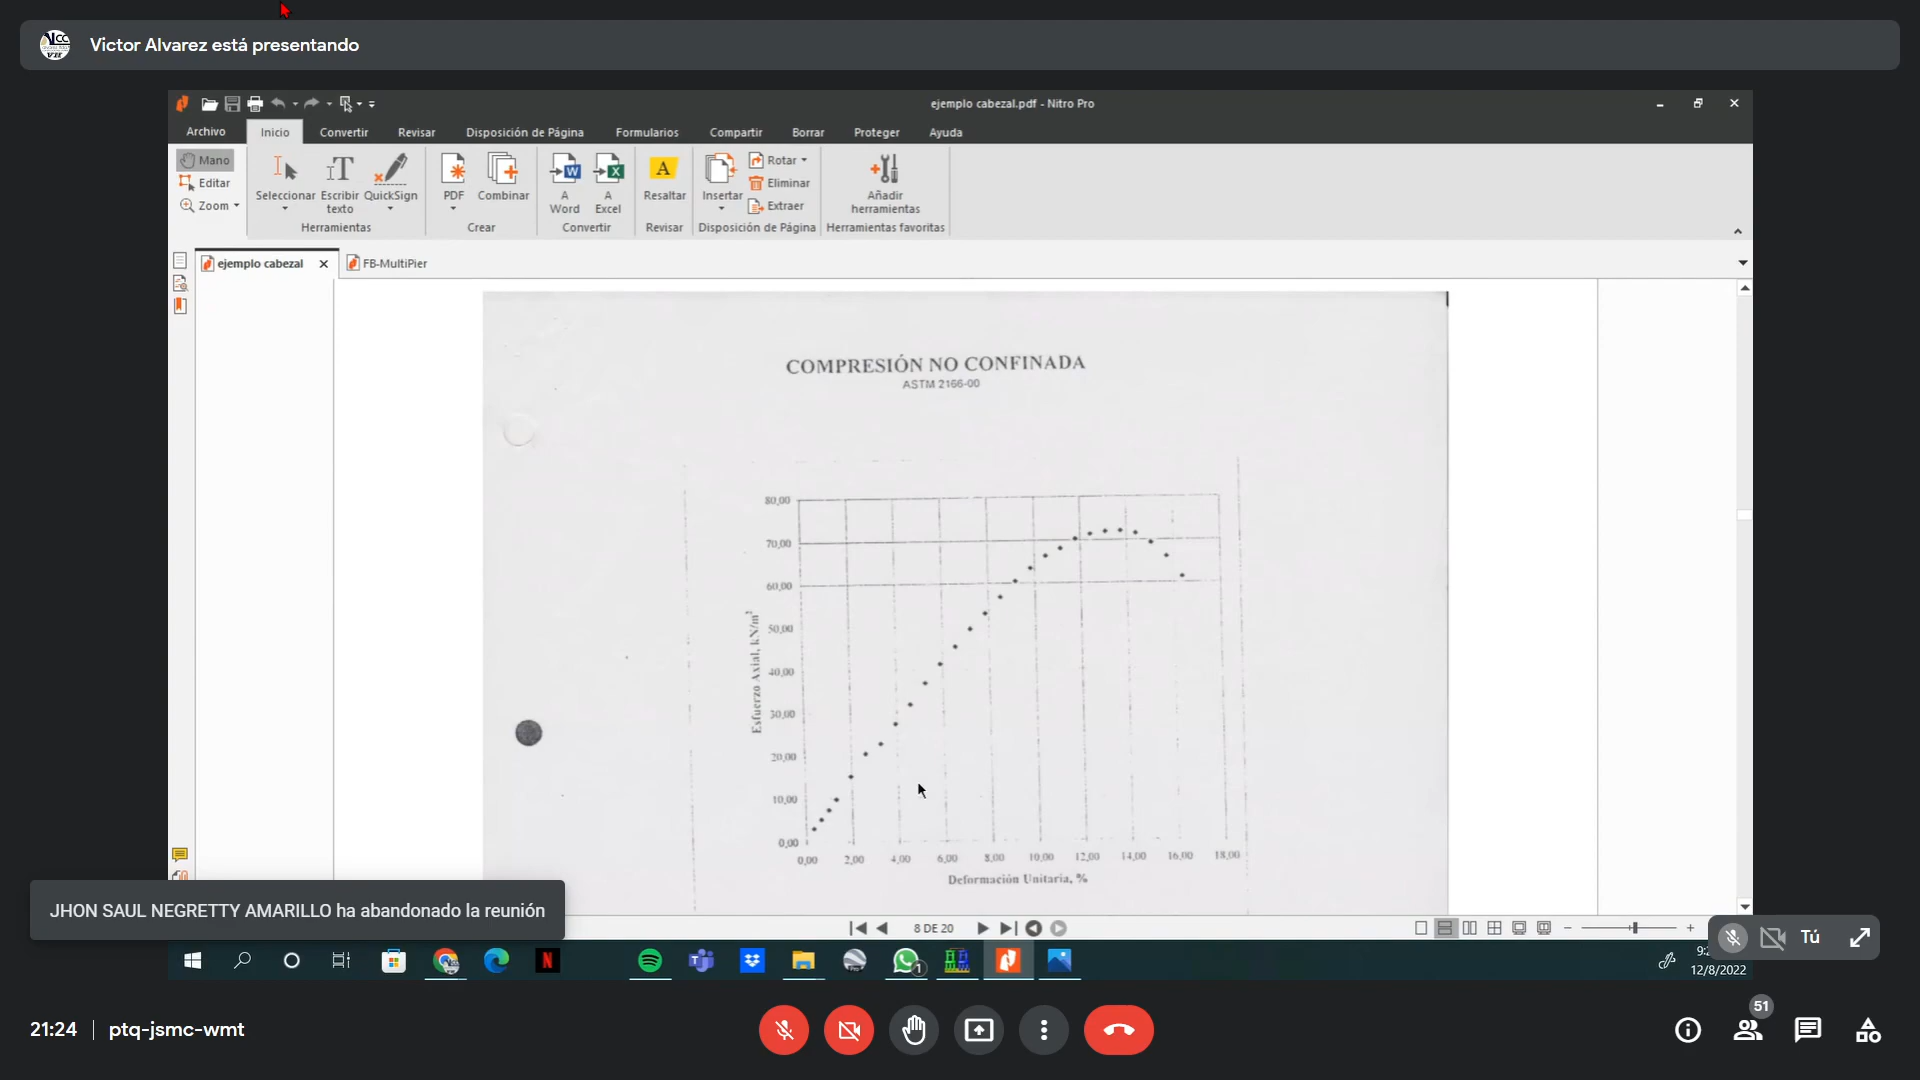 Victor Alvarez está presentando
ejemplo cabezal.pdf - Nitro Pro
Archivo Inicio Convertir Revisar Disposición de Página Formularios Compartir Borrar Proteger Ayuda
Mano
Editar
Zoom
Seleccionar
Escribir texto
QuickSign
Herramientas
PDF
Combinar
Crear
A Word
A Excel
Convertir
A
Resaltar
Revisar
Insertar
Rotar
Eliminar
Extraer
Disposición de Página
Añadir herramientas
Herramientas favoritas
ejemplo cabezal
FB-MultiPier
COMPRESIÓN NO CONFINADA
ASTM 2166-00
80,00
70,00
60,00
50,00
40,00
30,00
20,00
10,00
0,00
Esfuerzo Axial, kN/m²
0,00 2,00 4,00 6,00 8,00 10,00 12,00 14,00 16,00 18,00
Deformación Unitaria, %
JHON SAUL NEGRETTY AMARILLO ha abandonado la reunión
8 DE 20
Tú
12/8/2022
21:24 | ptq-jsmc-wmt
51